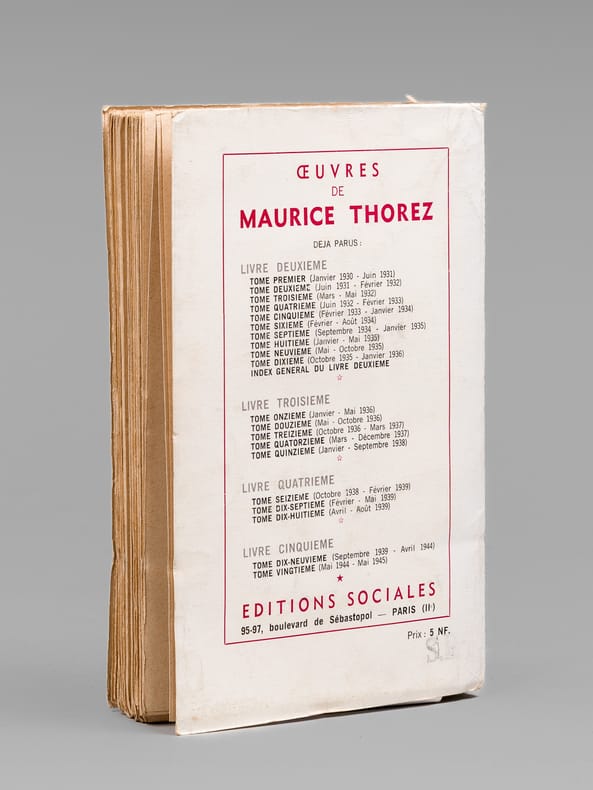 ŒUVRES
DE
MAURICE THOREZ
DEJA PARUS :
LIVRE DEUXIEME
TOME PREMIER (Janvier 1930 - Juin 1931)
TOME DEUXIEME (Juin 1931 - Février 1932)
TOME TROISIEME (Mars - Mai 1932)
TOME QUATRIEME (Juin 1932 - Février 1933)
TOME CINQUIEME (Février 1933 - Janvier 1934)
TOME SIXIEME (Février - Août 1934)
TOME SEPTIEME (Septembre 1934 - Janvier 1935)
TOME HUITIEME (Janvier - Mai 1935)
TOME NEUVIEME (Mai - Octobre 1935)
TOME DIXIEME (Octobre 1935 - Janvier 1936)
INDEX GENERAL DU LIVRE DEUXIEME
LIVRE TROISIEME
TOME ONZIEME (Janvier - Mai 1936)
TOME DOUZIEME (Mai - Octobre 1936)
TOME TREIZIEME (Octobre 1936 - Mars 1937)
TOME QUATORZIEME (Mars - Décembre 1937)
TOME QUINZIEME (Janvier - Septembre 1938)
LIVRE QUATRIEME
TOME SEIZIEME (Octobre 1938 - Février 1939)
TOME DIX-SEPTIEME (Février - Mai 1939)
TOME DIX-HUITIEME (Avril - Août 1939)
LIVRE CINQUIEME
TOME DIX-NEUVIEME (Septembre 1939 - Avril 1944)
TOME VINGTIEME (Mai 1944 - Mai 1945)
EDITIONS SOCIALES
95-97, boulevard de Sébastopol — PARIS (IIe)
Prix : 5 NF.